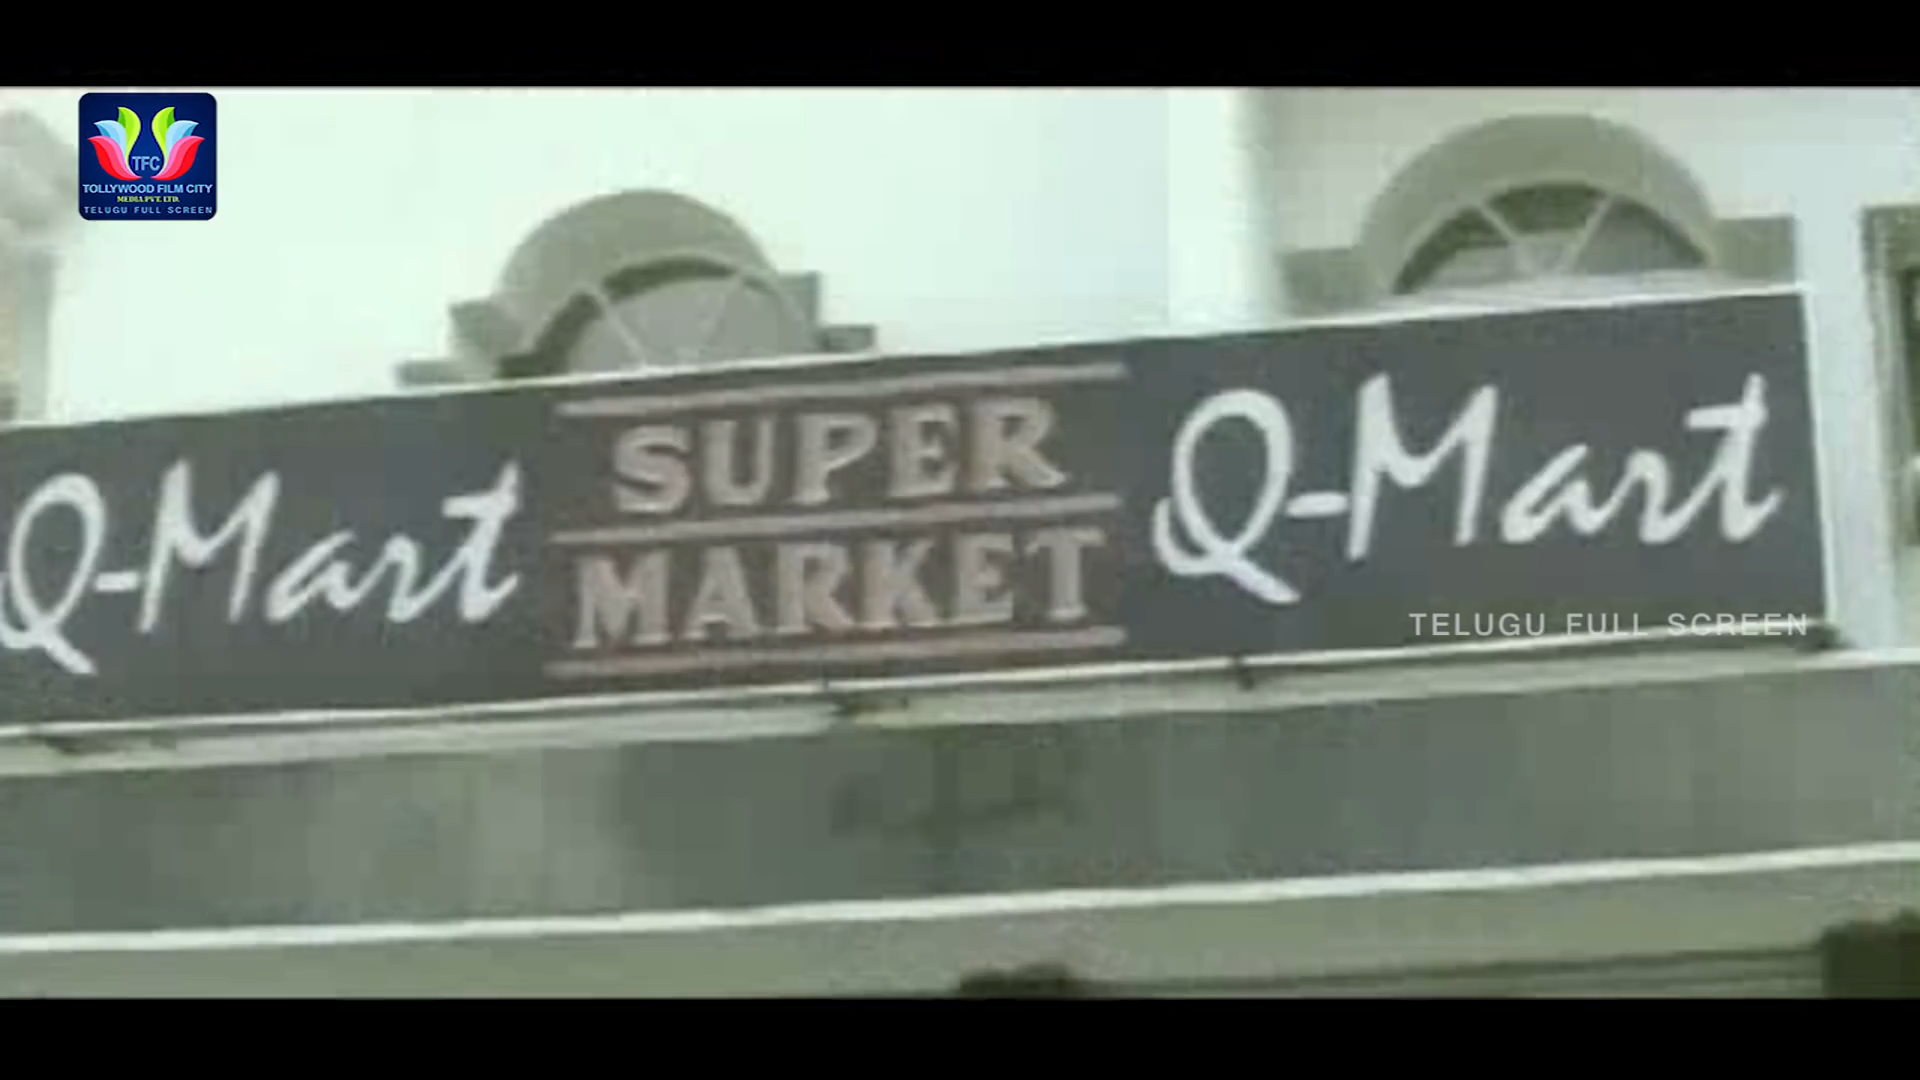 TFC
TOLLYWOOD FILM CITY
MEDIA PVT. LTD.
TELUGU FULL SCREEN
Q-Mart SUPER MARKET Q-Mart
TELUGU FULL SCREEN